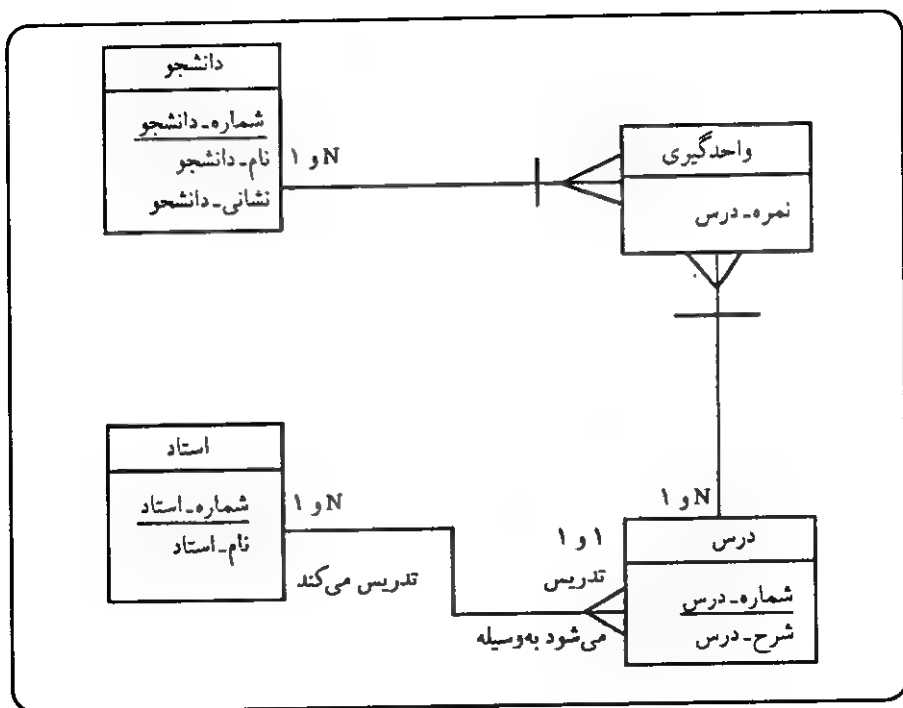 دانشجو
شماره_دانشجو
نام_دانشجو
نشانی_دانشحو
۱ و N
واحدگیری
نمره_درس
استاد
شماره_استاد
نام_استاد
۱ و N
تدریس می‌کند
۱ و N
۱ و ۱
تدریس
می‌شود به‌وسیله
درس
شماره_درس
شرح_درس